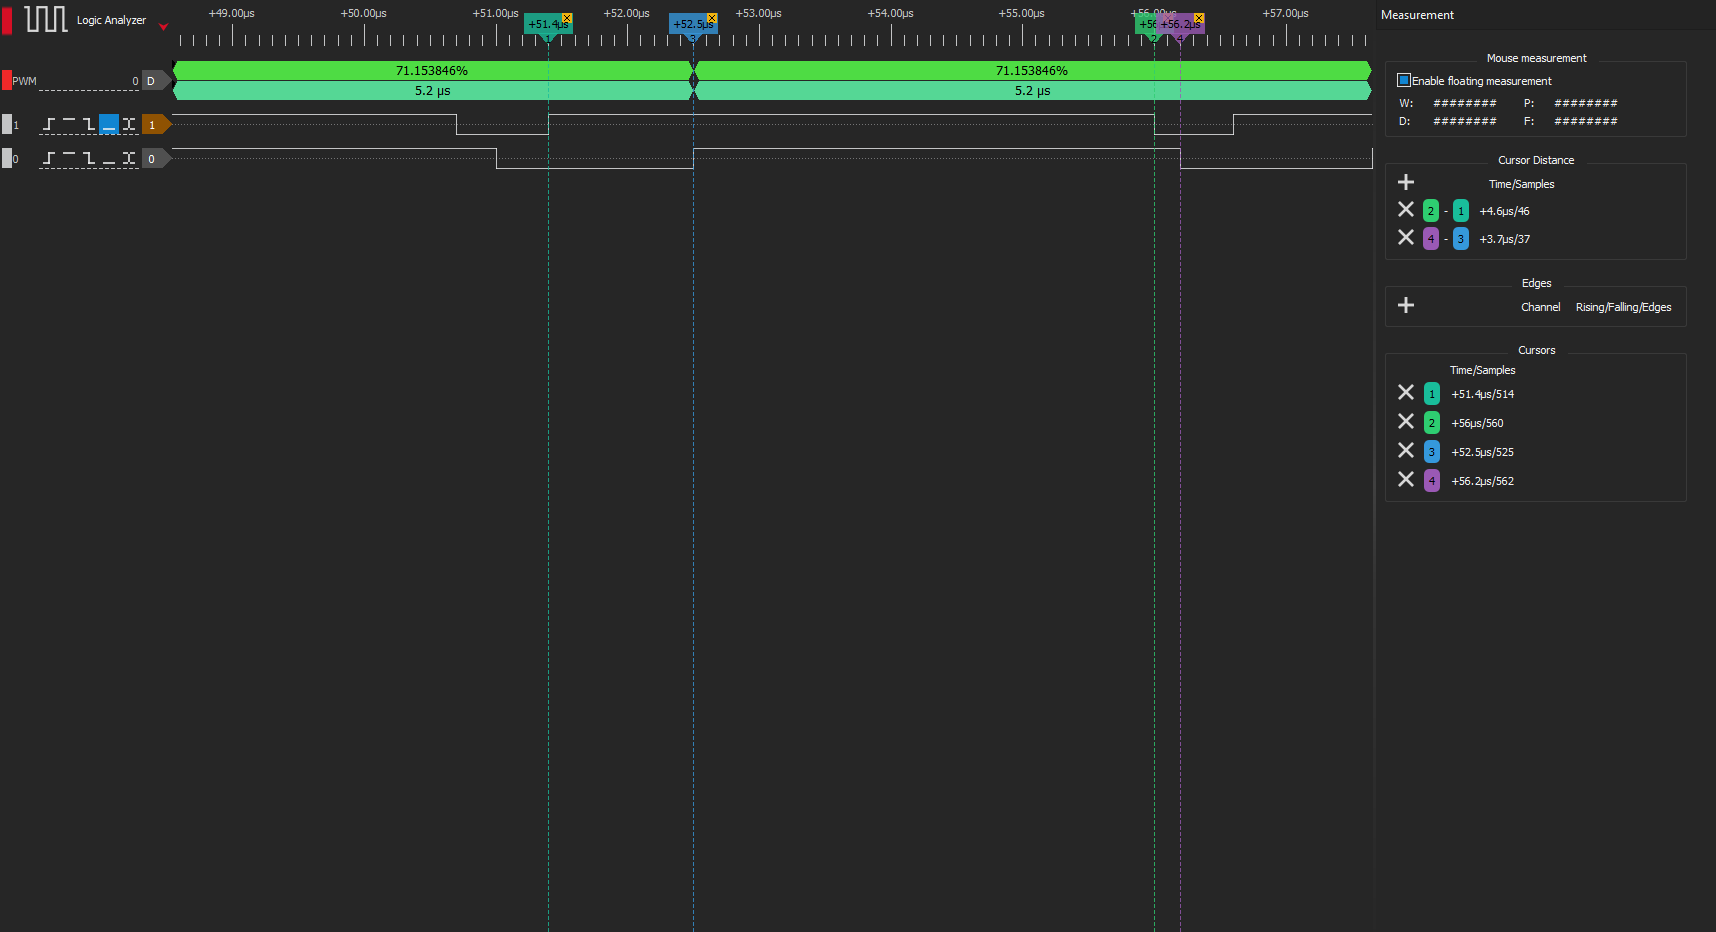 Logic Analyzer
+49.00µs +50.00µs +51.00µs +52.00µs +53.00µs +54.00µs +55.00µs +56.00µs +57.00µs
+51.4µs +52.5µs +56 +56.2µs
1 3 2 4
PWM 0 D
71.153846% 71.153846%
5.2 µs 5.2 µs
1 1
0 0
Measurement
Mouse measurement
Enable floating measurement
W: ######## P: ########
D: ######## F: ########
Cursor Distance
Time/Samples
2 - 1 +4.6µs/46
4 - 3 +3.7µs/37
Edges
Channel Rising/Falling/Edges
Cursors
Time/Samples
1 +51.4µs/514
2 +56µs/560
3 +52.5µs/525
4 +56.2µs/562